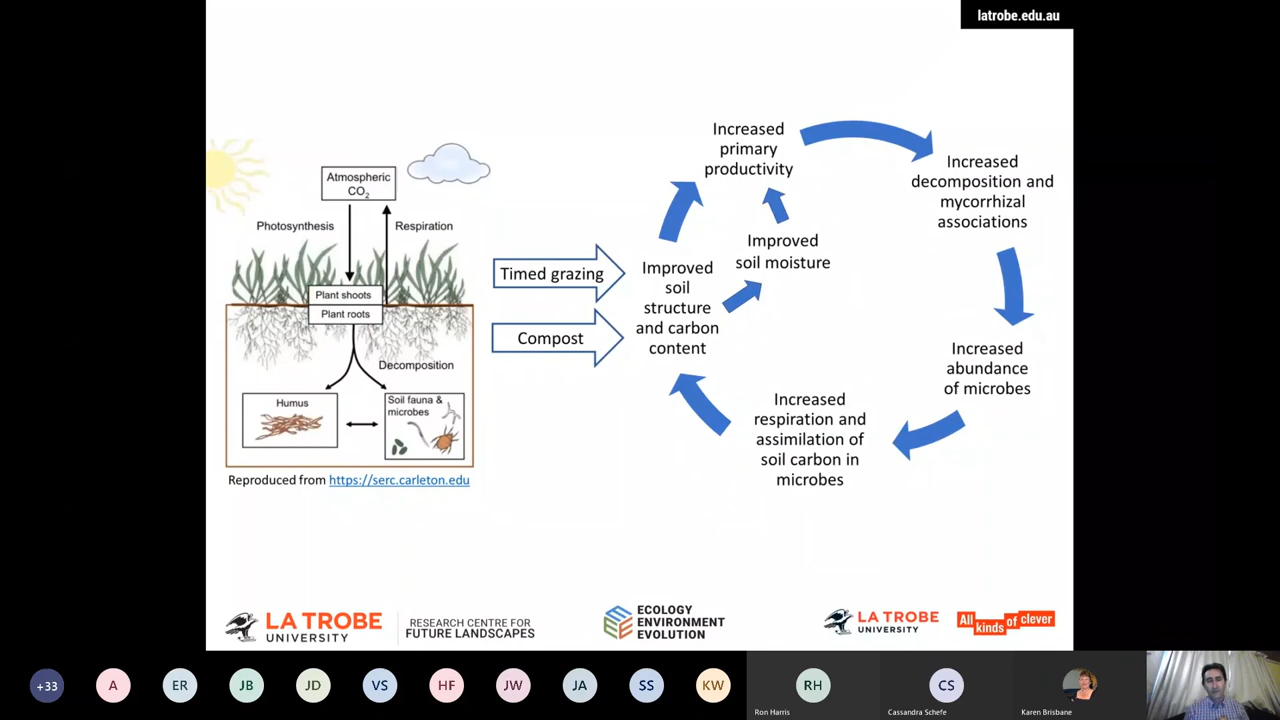 latrobe.edu.au
Atmospheric
CO2
Photosynthesis
Respiration
Plant shoots
Plant roots
Decomposition
Humus
Soil fauna &
microbes
Reproduced from https://serc.carleton.edu
Timed grazing
Compost
Improved
soil
structure
and carbon
content
Improved
soil moisture
Increased
primary
productivity
Increased
decomposition and
mycorrhizal
associations
Increased
abundance
of microbes
Increased
respiration and
assimilation of
soil carbon in
microbes
LA TROBE
UNIVERSITY
RESEARCH CENTRE FOR
FUTURE LANDSCAPES
ECOLOGY
ENVIRONMENT
EVOLUTION
LA TROBE
UNIVERSITY
All kinds of clever
+33
A
ER
JB
JD
VS
HF
JW
JA
SS
KW
RH
Ron Harris
CS
Cassandra Schefe
Karen Brisbane